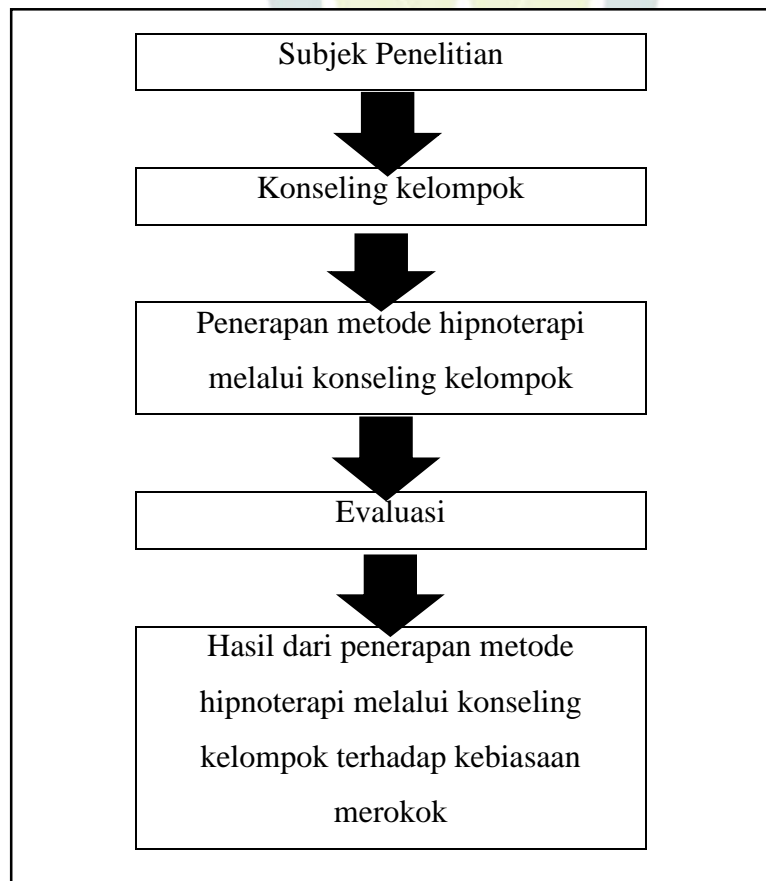 Subjek Penelitian
Konseling kelompok
Penerapan metode hipnoterapi
melalui konseling kelompok
Evaluasi
Hasil dari penerapan metode
hipnoterapi melalui konseling
kelompok terhadap kebiasaan
merokok